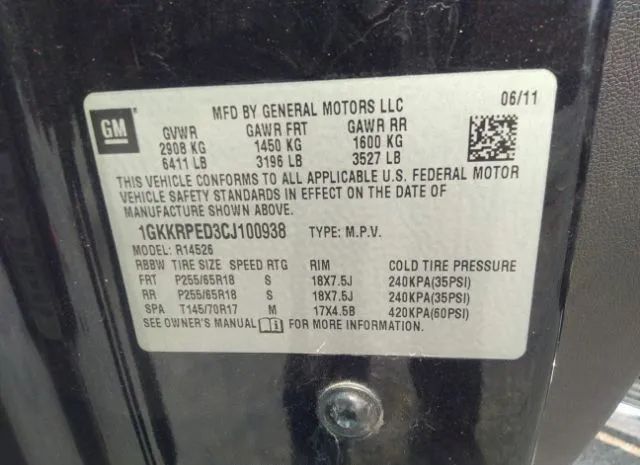 GM
MFD BY GENERAL MOTORS LLC 06/11
GVWR GAWR FRT GAWR RR
2908 KG 1450 KG 1600 KG
6411 LB 3196 LB 3527 LB
THIS VEHICLE CONFORMS TO ALL APPLICABLE U.S. FEDERAL MOTOR
VEHICLE SAFETY STANDARDS IN EFFECT ON THE DATE OF
MANUFACTURE SHOWN ABOVE.
1GKKRPED3CJ100938 TYPE: M.P.V.
MODEL: R14526
RBBW TIRE SIZE SPEED RTG RIM COLD TIRE PRESSURE
FRT P255/65R18 S 18X7.5J 240KPA(35PSI)
RR P255/65R18 S 18X7.5J 240KPA(35PSI)
SPA T145/70R17 M 17X4.5B 420KPA(60PSI)
SEE OWNER'S MANUAL FOR MORE INFORMATION